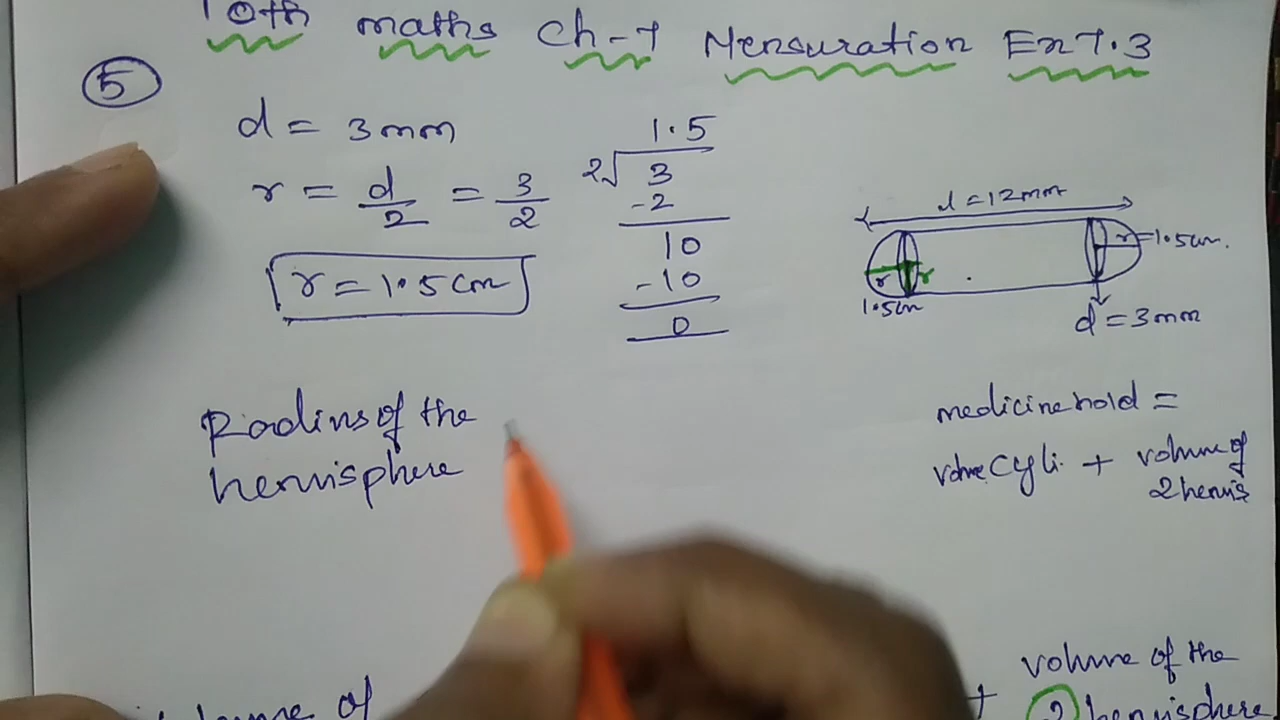 10th maths Ch-7 Mensuration Ex 7.3
5
d = 3mm
r = d/2 = 3/2
r = 1.5cm
1.5
2√3
-2
10
-10
0
l = 12mm
r=1.5cm.
r r
1.5cm
d = 3mm
Radius of the
hemisphere
medicine hold =
volume cyli. + volume of
2 hemis
volume of the
+ 2 hemisphere
of